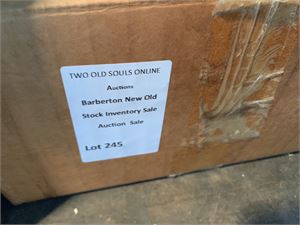 TWO OLD SOULS ONLINE
Auctions
Barberton New Old
Stock Inventory Sale
Auction Sale
Lot 245